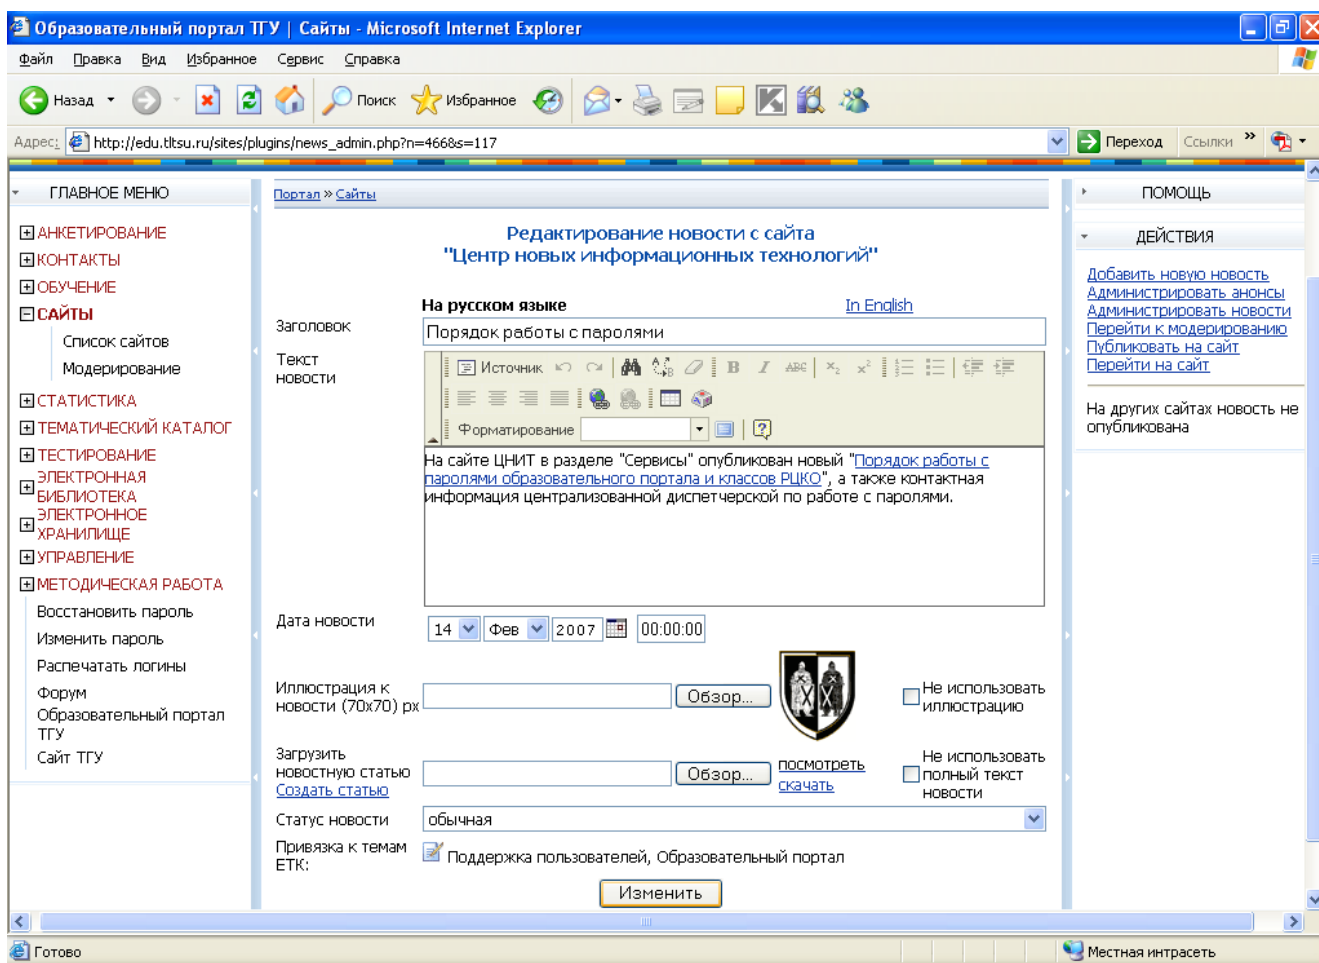 Образовательный портал ТГУ | Сайты - Microsoft Internet Explorer
Файл Правка Вид Избранное Сервис Справка
Назад Поиск Избранное
Адрес: http://edu.tltsu.ru/sites/plugins/news_admin.php?n=466&s=117 Переход Ссылки »
ГЛАВНОЕ МЕНЮ
АНКЕТИРОВАНИЕ
КОНТАКТЫ
ОБУЧЕНИЕ
САЙТЫ
Список сайтов
Модерирование
СТАТИСТИКА
ТЕМАТИЧЕСКИЙ КАТАЛОГ
ТЕСТИРОВАНИЕ
ЭЛЕКТРОННАЯ
БИБЛИОТЕКА
ЭЛЕКТРОННОЕ
ХРАНИЛИЩЕ
УПРАВЛЕНИЕ
МЕТОДИЧЕСКАЯ РАБОТА
Восстановить пароль
Изменить пароль
Распечатать логины
Форум
Образовательный портал
ТГУ
Сайт ТГУ
Портал » Сайты
Редактирование новости с сайта
"Центр новых информационных технологий"
На русском языке In English
Заголовок Порядок работы с паролями
Текст
новости
Источник B I ABC x₂ x²
Форматирование
На сайте ЦНИТ в разделе "Сервисы" опубликован новый "Порядок работы с
паролями образовательного портала и классов РЦКО", а также контактная
информация централизованной диспетчерской по работе с паролями.
Дата новости 14 Фев 2007 00:00:00
Иллюстрация к
новости (70x70) px Обзор... Не использовать
иллюстрацию
Загрузить
новостную статью
Создать статью
Обзор... посмотреть
скачать
Не использовать
полный текст
новости
Статус новости обычная
Привязка к темам
ЕТК:
Поддержка пользователей, Образовательный портал
Изменить
ПОМОЩЬ
ДЕЙСТВИЯ
Добавить новую новость
Администрировать анонсы
Администрировать новости
Перейти к модерированию
Публиковать на сайт
Перейти на сайт
На других сайтах новость не
опубликована
Готово Местная интрасеть